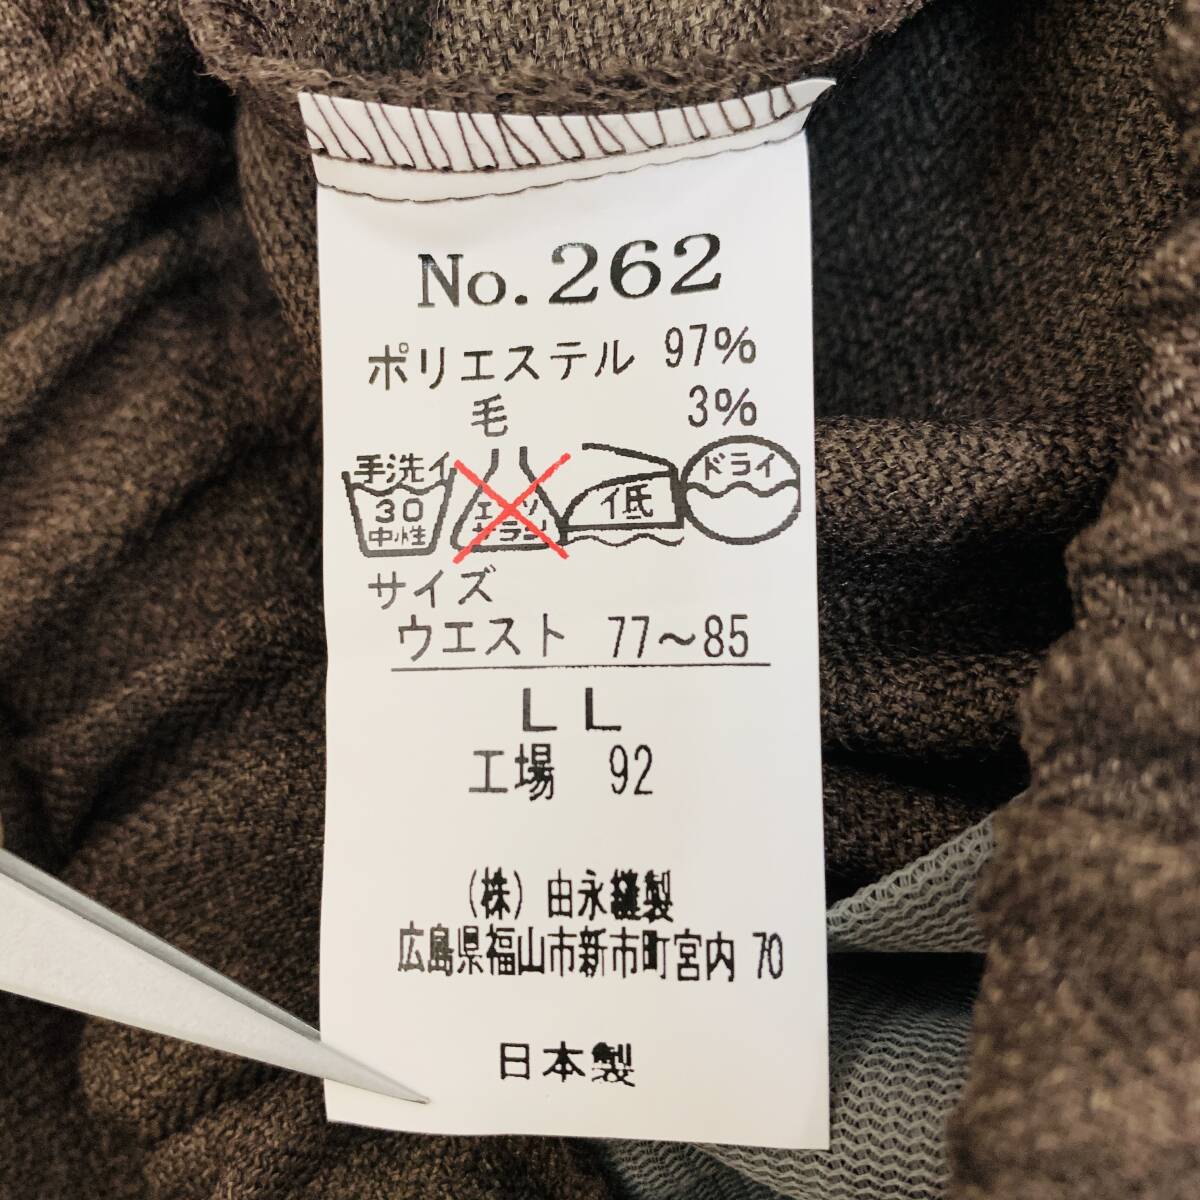 No.262
ポリエステル 97%
毛 3%
手洗イ
30
中性
エンソ
サラシ
低
ドライ
サイズ
ウエスト 77～85
LL
工場 92
(株) 由永縫製
広島県福山市新市町宮内 70
日本製